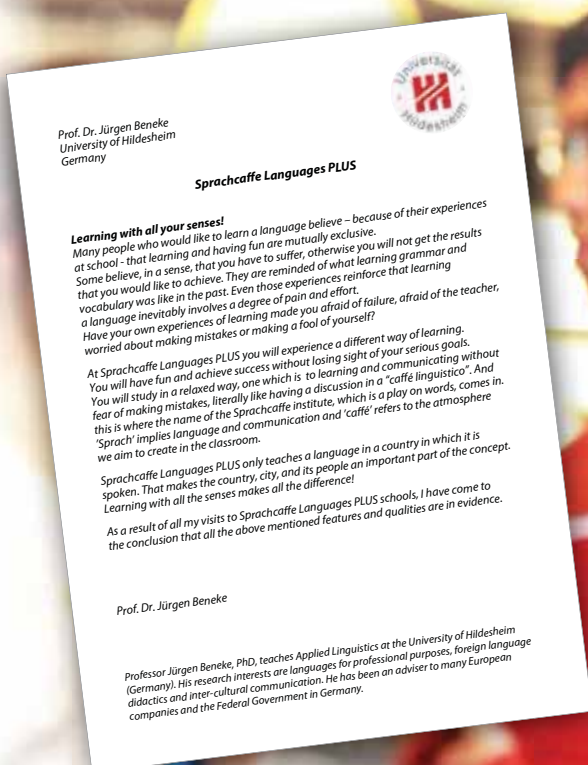 Universität
Hildesheim
Prof. Dr. Jürgen Beneke
University of Hildesheim
Germany
Sprachcaffe Languages PLUS
Learning with all your senses!
Many people who would like to learn a language believe – because of their experiences
at school - that learning and having fun are mutually exclusive.
Some believe, in a sense, that you have to suffer, otherwise you will not get the results
that you would like to achieve. They are reminded of what learning grammar and
vocabulary was like in the past. Even those experiences reinforce that learning
a language inevitably involves a degree of pain and effort.
Have your own experiences of learning made you afraid of failure, afraid of the teacher,
worried about making mistakes or making a fool of yourself?
At Sprachcaffe Languages PLUS you will experience a different way of learning.
You will have fun and achieve success without losing sight of your serious goals.
You will study in a relaxed way, one which is to learning and communicating without
fear of making mistakes, literally like having a discussion in a "caffé linguistico". And
this is where the name of the Sprachcaffe institute, which is a play on words, comes in.
'Sprach' implies language and communication and 'caffé' refers to the atmosphere
we aim to create in the classroom.
Sprachcaffe Languages PLUS only teaches a language in a country in which it is
spoken. That makes the country, city, and its people an important part of the concept.
Learning with all the senses makes all the difference!
As a result of all my visits to Sprachcaffe Languages PLUS schools, I have come to
the conclusion that all the above mentioned features and qualities are in evidence.
Prof. Dr. Jürgen Beneke
Professor Jürgen Beneke, PhD, teaches Applied Linguistics at the University of Hildesheim
(Germany). His research interests are languages for professional purposes, foreign language
didactics and inter-cultural communication. He has been an adviser to many European
companies and the Federal Government in Germany.